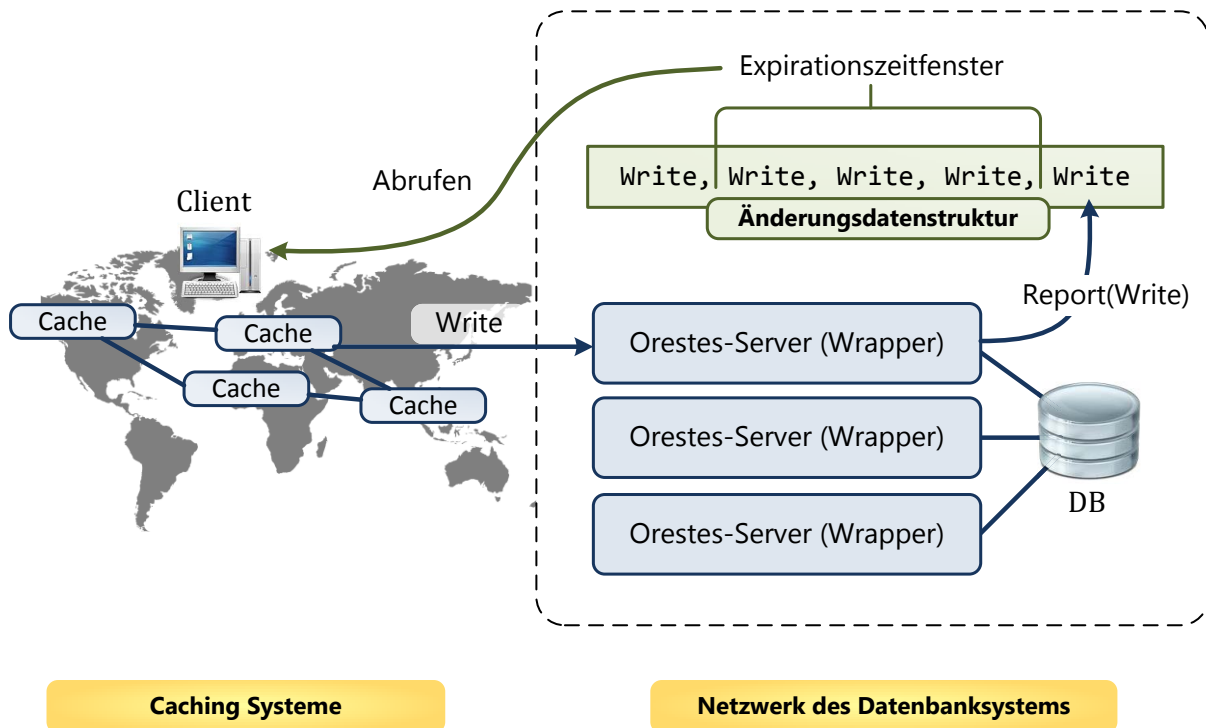 Expirationszeitfenster
Abrufen
Write, Write, Write, Write, Write
Änderungsdatenstruktur
Client
Report(Write)
Cache
Cache
Write
Orestes-Server (Wrapper)
Cache
Cache
Orestes-Server (Wrapper)
DB
Orestes-Server (Wrapper)
Caching Systeme
Netzwerk des Datenbanksystems